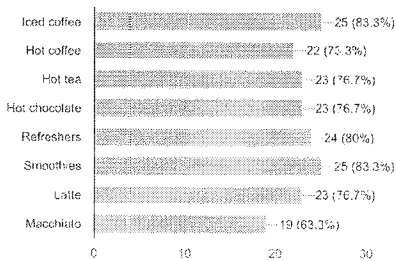 Iced coffee 25 (83.3%)
Hot coffee 22 (73.3%)
Hot tea 23 (76.7%)
Hot chocolate 23 (76.7%)
Refreshers 24 (80%)
Smoothies 25 (83.3%)
Latte 23 (76.7%)
Macchiato 19 (63.3%)
0 10 20 30